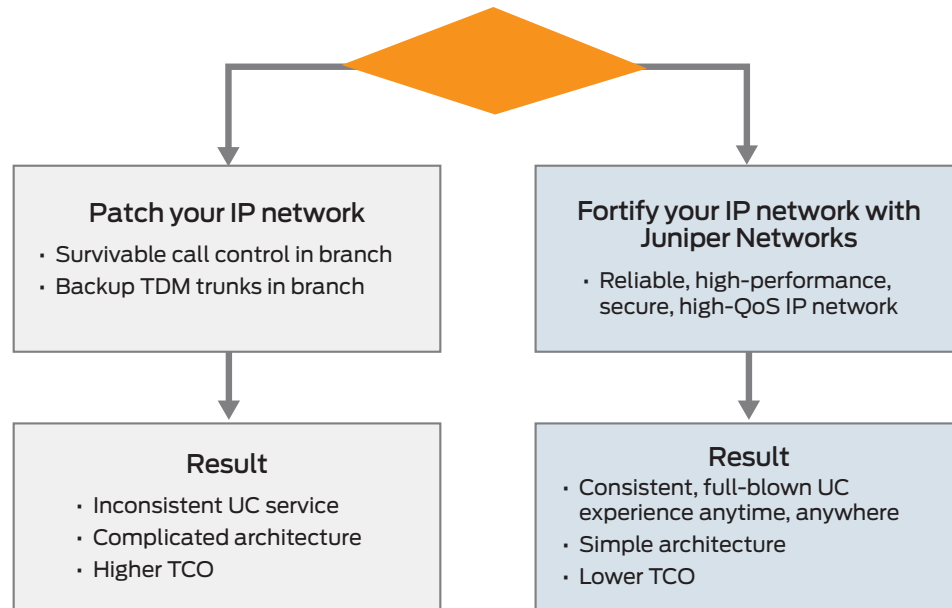 Patch your IP network
· Survivable call control in branch
· Backup TDM trunks in branch
Fortify your IP network with
Juniper Networks
· Reliable, high-performance,
secure, high-QoS IP network
Result
· Inconsistent UC service
· Complicated architecture
· Higher TCO
Result
· Consistent, full-blown UC
experience anytime, anywhere
· Simple architecture
· Lower TCO